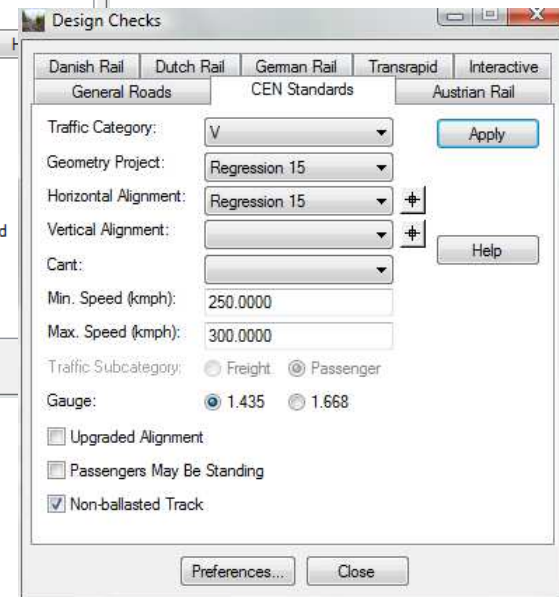 Design Checks
Danish Rail Dutch Rail German Rail Transrapid Interactive
General Roads CEN Standards Austrian Rail
Traffic Category: V Apply
Geometry Project: Regression 15
Horizontal Alignment: Regression 15
Vertical Alignment:
Help
Cant:
Min. Speed (kmph): 250.0000
Max. Speed (kmph): 300.0000
Traffic Subcategory: Freight Passenger
Gauge: 1.435 1.668
Upgraded Alignment
Passengers May Be Standing
Non-ballasted Track
Preferences... Close